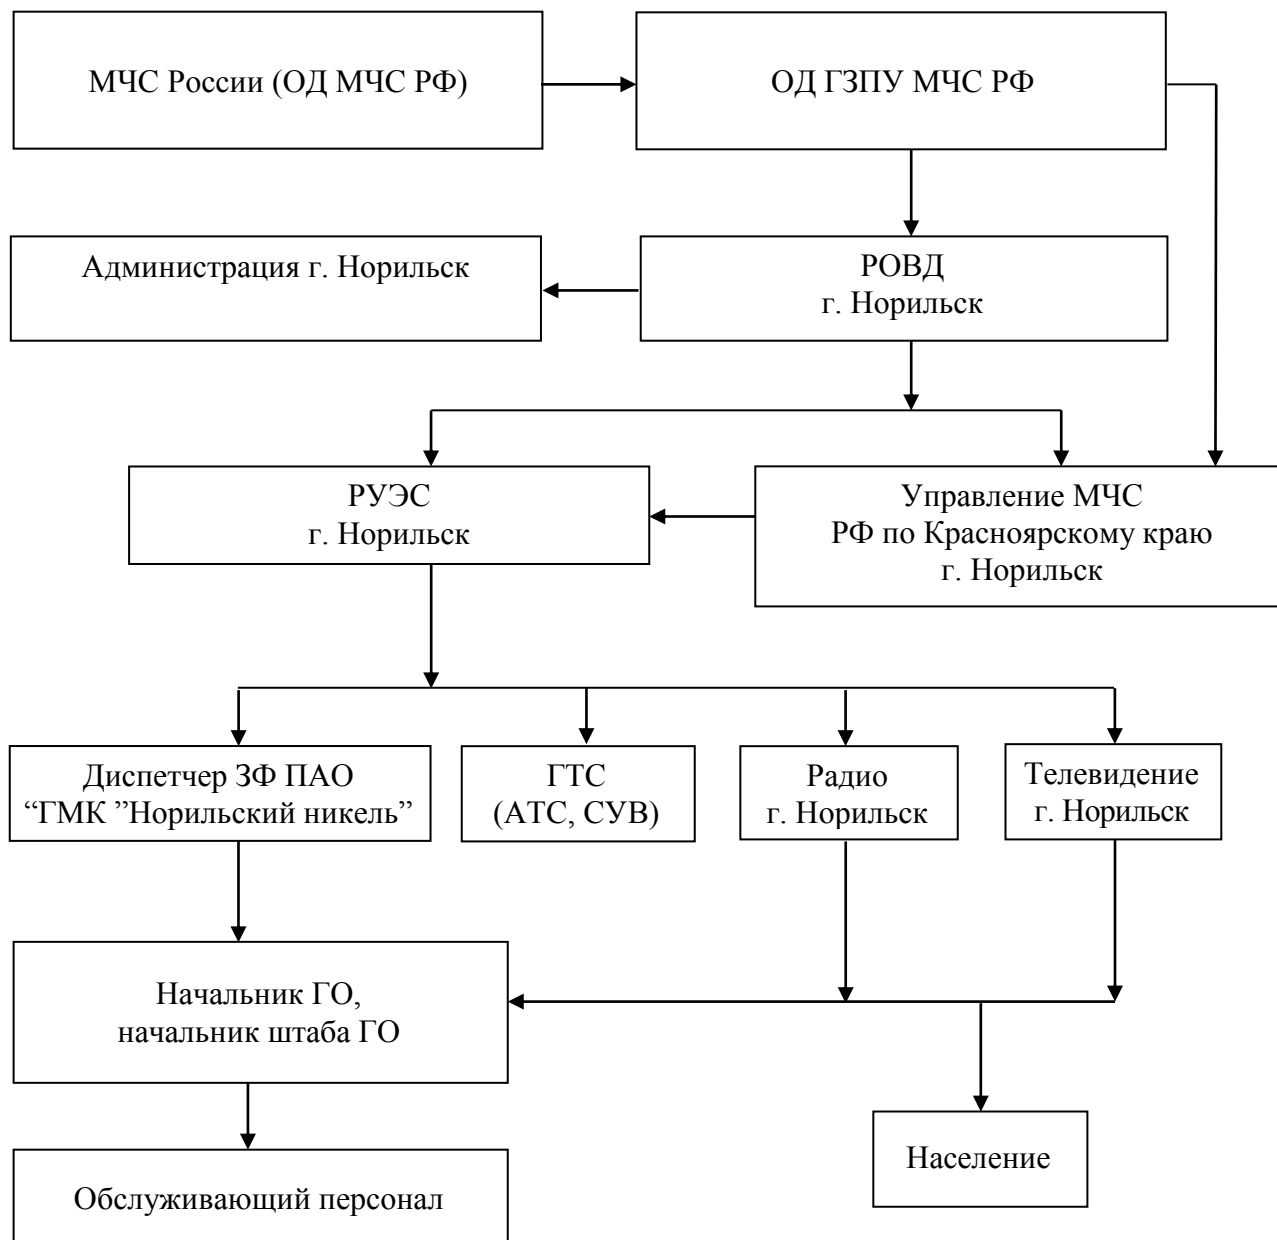 МЧС России (ОД МЧС РФ)
ОД ГЗПУ МЧС РФ
Администрация г. Норильск
РОВД
г. Норильск
РУЭС
г. Норильск
Управление МЧС
РФ по Красноярскому краю
г. Норильск
Диспетчер ЗФ ПАО
“ГМК ”Норильский никель”
ГТС
(АТС, СУВ)
Радио
г. Норильск
Телевидение
г. Норильск
Начальник ГО,
начальник штаба ГО
Население
Обслуживающий персонал